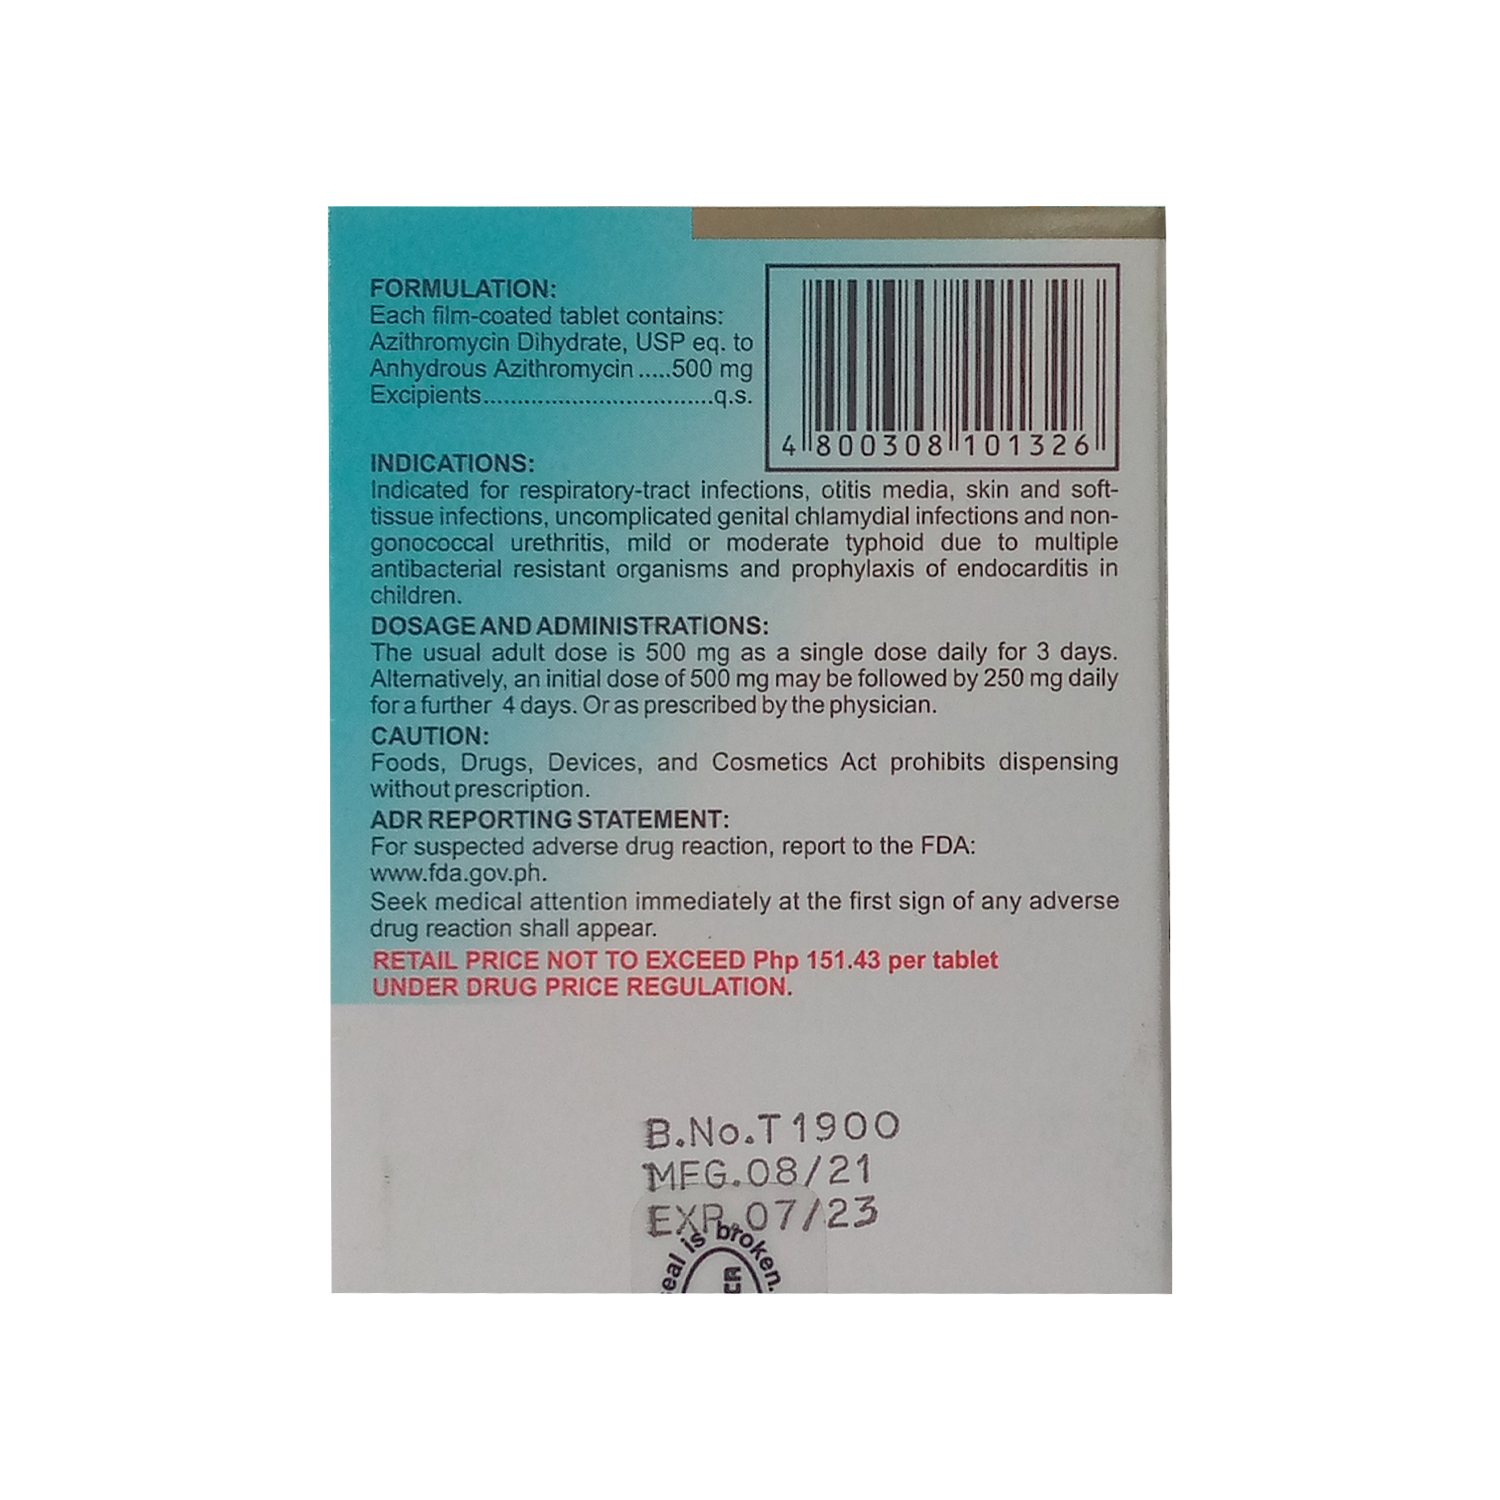 FORMULATION:
Each film-coated tablet contains:
Azithromycin Dihydrate, USP eq. to
Anhydrous Azithromycin.....500 mg
Excipients..................................q.s.
4 800308 101326
INDICATIONS:
Indicated for respiratory-tract infections, otitis media, skin and soft-
tissue infections, uncomplicated genital chlamydial infections and non-
gonococcal urethritis, mild or moderate typhoid due to multiple
antibacterial resistant organisms and prophylaxis of endocarditis in
children.
DOSAGE AND ADMINISTRATIONS:
The usual adult dose is 500 mg as a single dose daily for 3 days.
Alternatively, an initial dose of 500 mg may be followed by 250 mg daily
for a further 4 days. Or as prescribed by the physician.
CAUTION:
Foods, Drugs, Devices, and Cosmetics Act prohibits dispensing
without prescription.
ADR REPORTING STATEMENT:
For suspected adverse drug reaction, report to the FDA:
www.fda.gov.ph.
Seek medical attention immediately at the first sign of any adverse
drug reaction shall appear.
RETAIL PRICE NOT TO EXCEED Php 151.43 per tablet
UNDER DRUG PRICE REGULATION.
B.No.T1900
MFG.08/21
EXP.07/23
is broken.